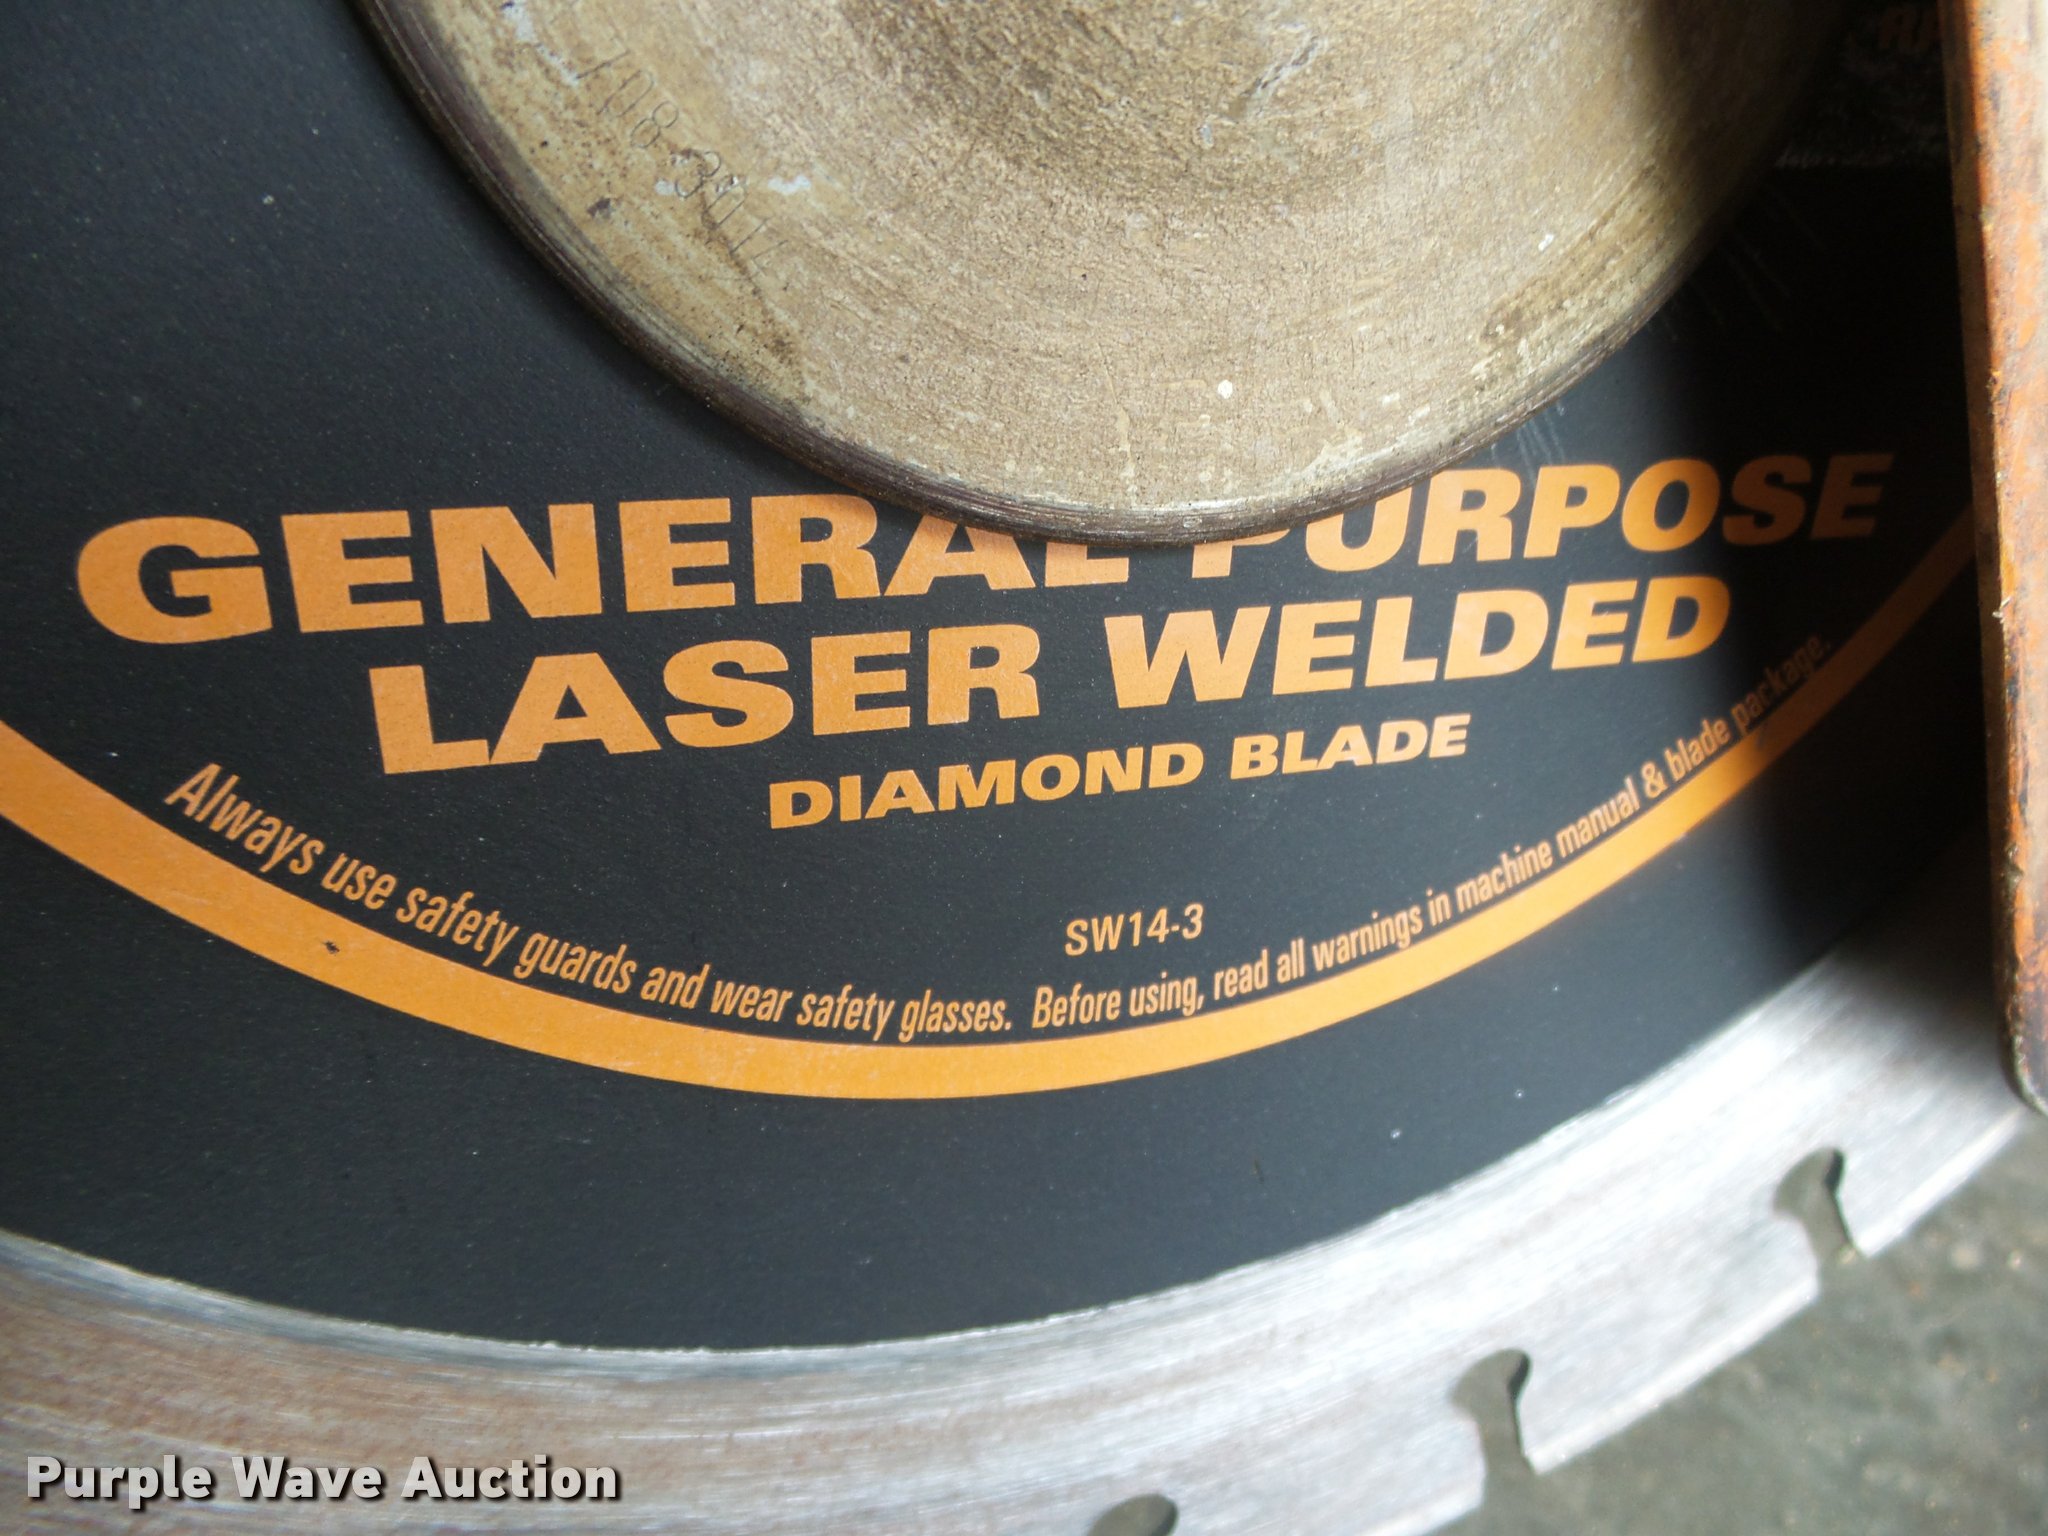 GENERAL PURPOSE
LASER WELDED
DIAMOND BLADE
SW14-3
Always use safety guards and wear safety glasses. Before using, read all warnings in machine manual & blade package.
Purple Wave Auction